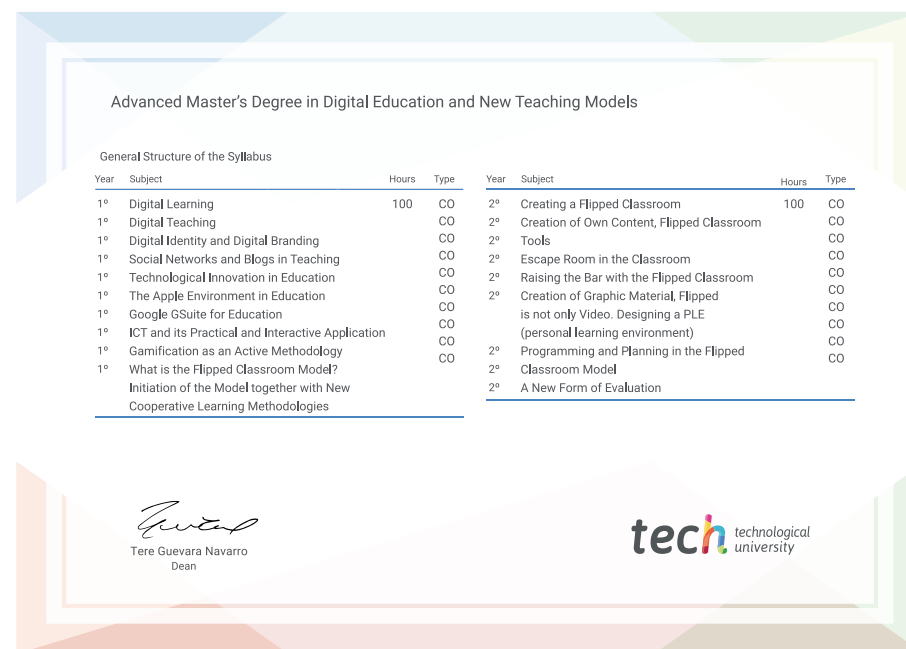 Advanced Master's Degree in Digital Education and New Teaching Models
General Structure of the Syllabus
Year Subject Hours Type
1º Digital Learning 100 CO
1º Digital Teaching CO
1º Digital Identity and Digital Branding CO
1º Social Networks and Blogs in Teaching CO
1º Technological Innovation in Education CO
1º The Apple Environment in Education CO
1º Google GSuite for Education CO
1º ICT and its Practical and Interactive Application CO
1º Gamification as an Active Methodology CO
1º What is the Flipped Classroom Model? CO
Initiation of the Model together with New
Cooperative Learning Methodologies
Year Subject Hours Type
2º Creating a Flipped Classroom 100 CO
2º Creation of Own Content, Flipped Classroom CO
2º Tools CO
2º Escape Room in the Classroom CO
2º Raising the Bar with the Flipped Classroom CO
2º Creation of Graphic Material, Flipped CO
is not only Video. Designing a PLE CO
(personal learning environment) CO
2º Programming and Planning in the Flipped CO
2º Classroom Model CO
2º A New Form of Evaluation
Tere Guevara Navarro
Dean
tech technological
university